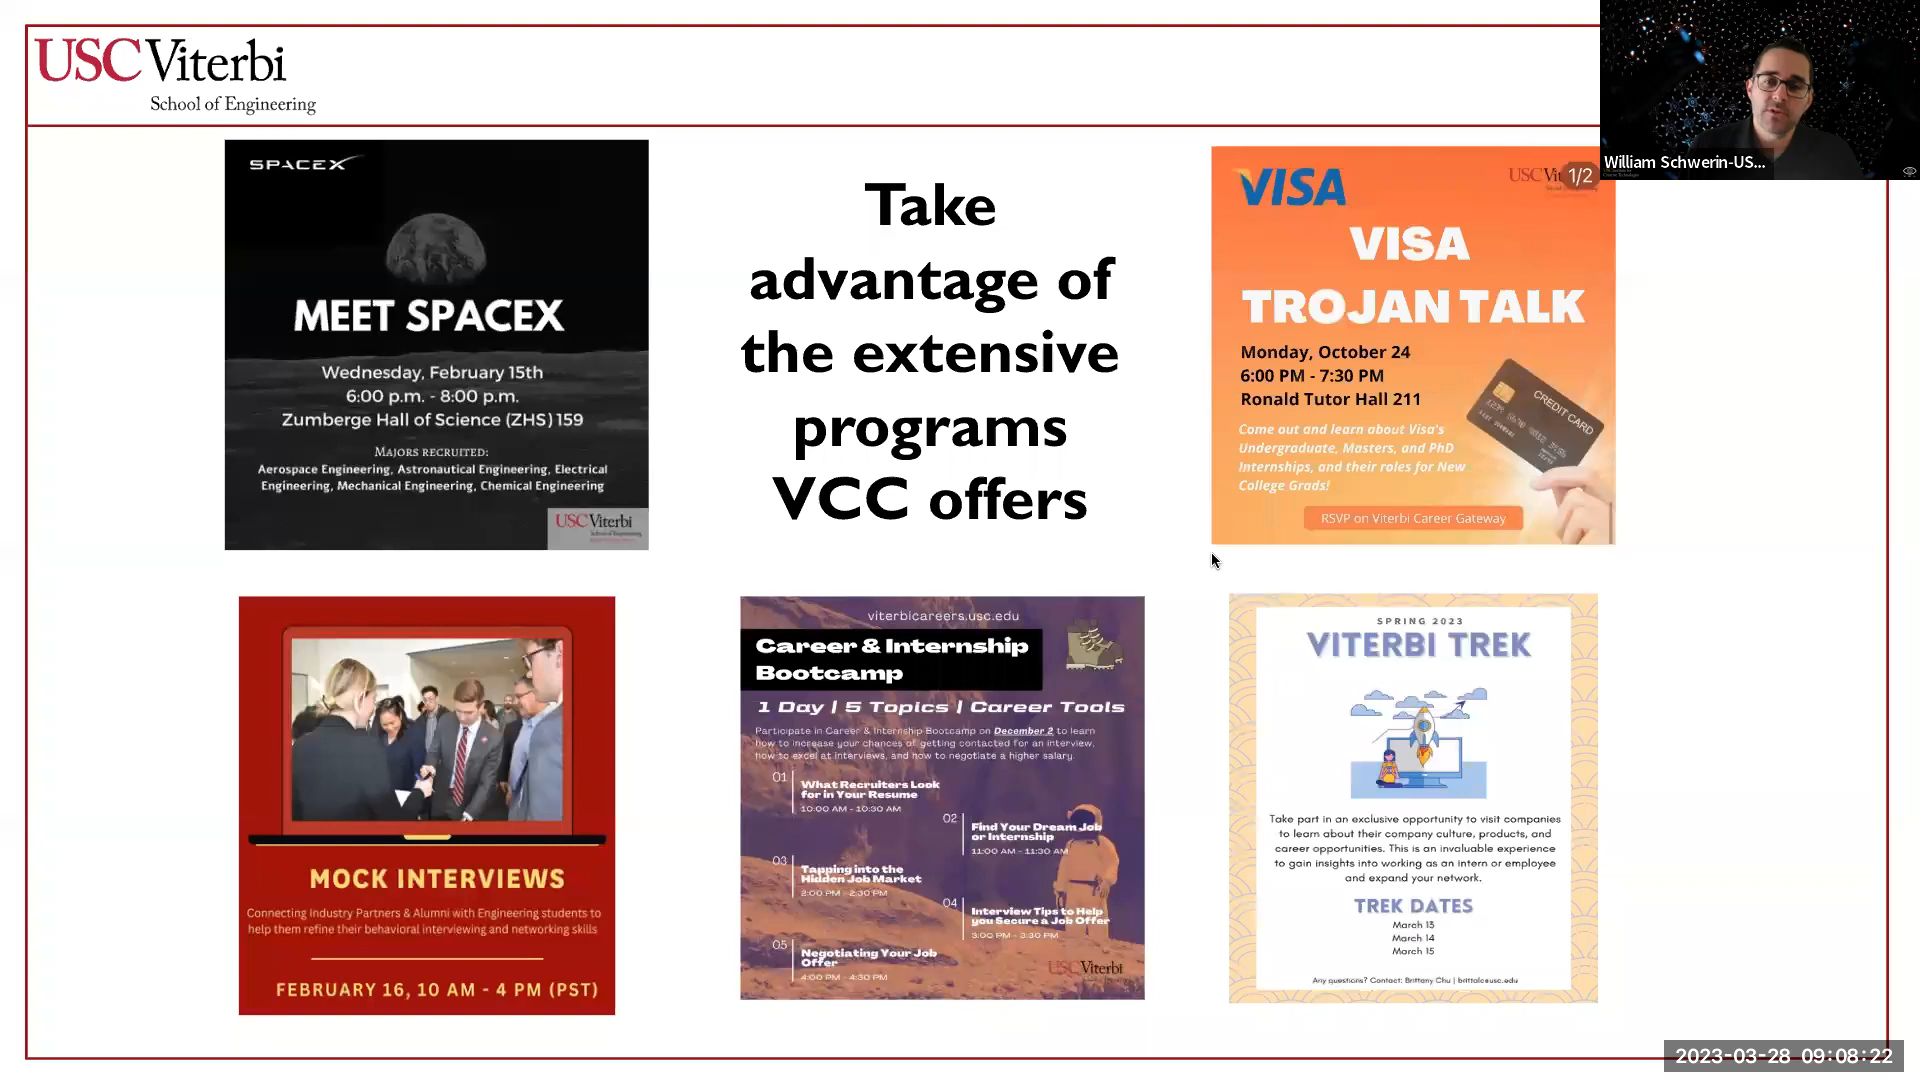 USC Viterbi
School of Engineering
William Schwerin-US...
SPACEX
MEET SPACEX
Wednesday, February 15th
6:00 p.m. - 8:00 p.m.
Zumberge Hall of Science (ZHS) 159
MAJORS RECRUITED:
Aerospace Engineering, Astronautical Engineering, Electrical
Engineering, Mechanical Engineering, Chemical Engineering
USC Viterbi
School of Engineering
Take
advantage of
the extensive
programs
VCC offers
VISA
1/2
VISA
TROJAN TALK
Monday, October 24
6:00 PM - 7:30 PM
Ronald Tutor Hall 211
Come out and learn about Visa's
Undergraduate, Masters, and PhD
Internships, and their roles for New
College Grads!
CREDIT CARD
RSVP on Viterbi Career Gateway
MOCK INTERVIEWS
Connecting Industry Partners & Alumni with Engineering students to
help them refine their behavioral interviewing and networking skills
FEBRUARY 16, 10 AM - 4 PM (PST)
viterbicareers.usc.edu
Career & Internship
Bootcamp
1 Day | 5 Topics | Career Tools
Participate in Career & Internship Bootcamp on December 2 to learn
how to increase your chances of getting contacted for an interview,
how to excel at interviews, and how to negotiate a higher salary.
01
What Recruiters Look
for in Your Resume
10:00 AM - 10:30 AM
02
Find Your Dream Job
or Internship
11:00 AM - 11:30 AM
03
Tapping into the
Hidden Job Market
2:00 PM - 2:30 PM
04
Interview Tips to Help
you Secure a Job Offer
3:00 PM - 3:30 PM
05
Negotiating Your Job
Offer
4:00 PM - 4:30 PM
USC Viterbi
SPRING 2023
VITERBI TREK
Take part in an exclusive opportunity to visit companies
to learn about their company culture, products, and
career opportunities. This is an invaluable experience
to gain insights into working as an intern or employee
and expand your network.
TREK DATES
March 13
March 14
March 15
Any questions? Contact: Brittany Chu |
2023-03-28 09:08:22